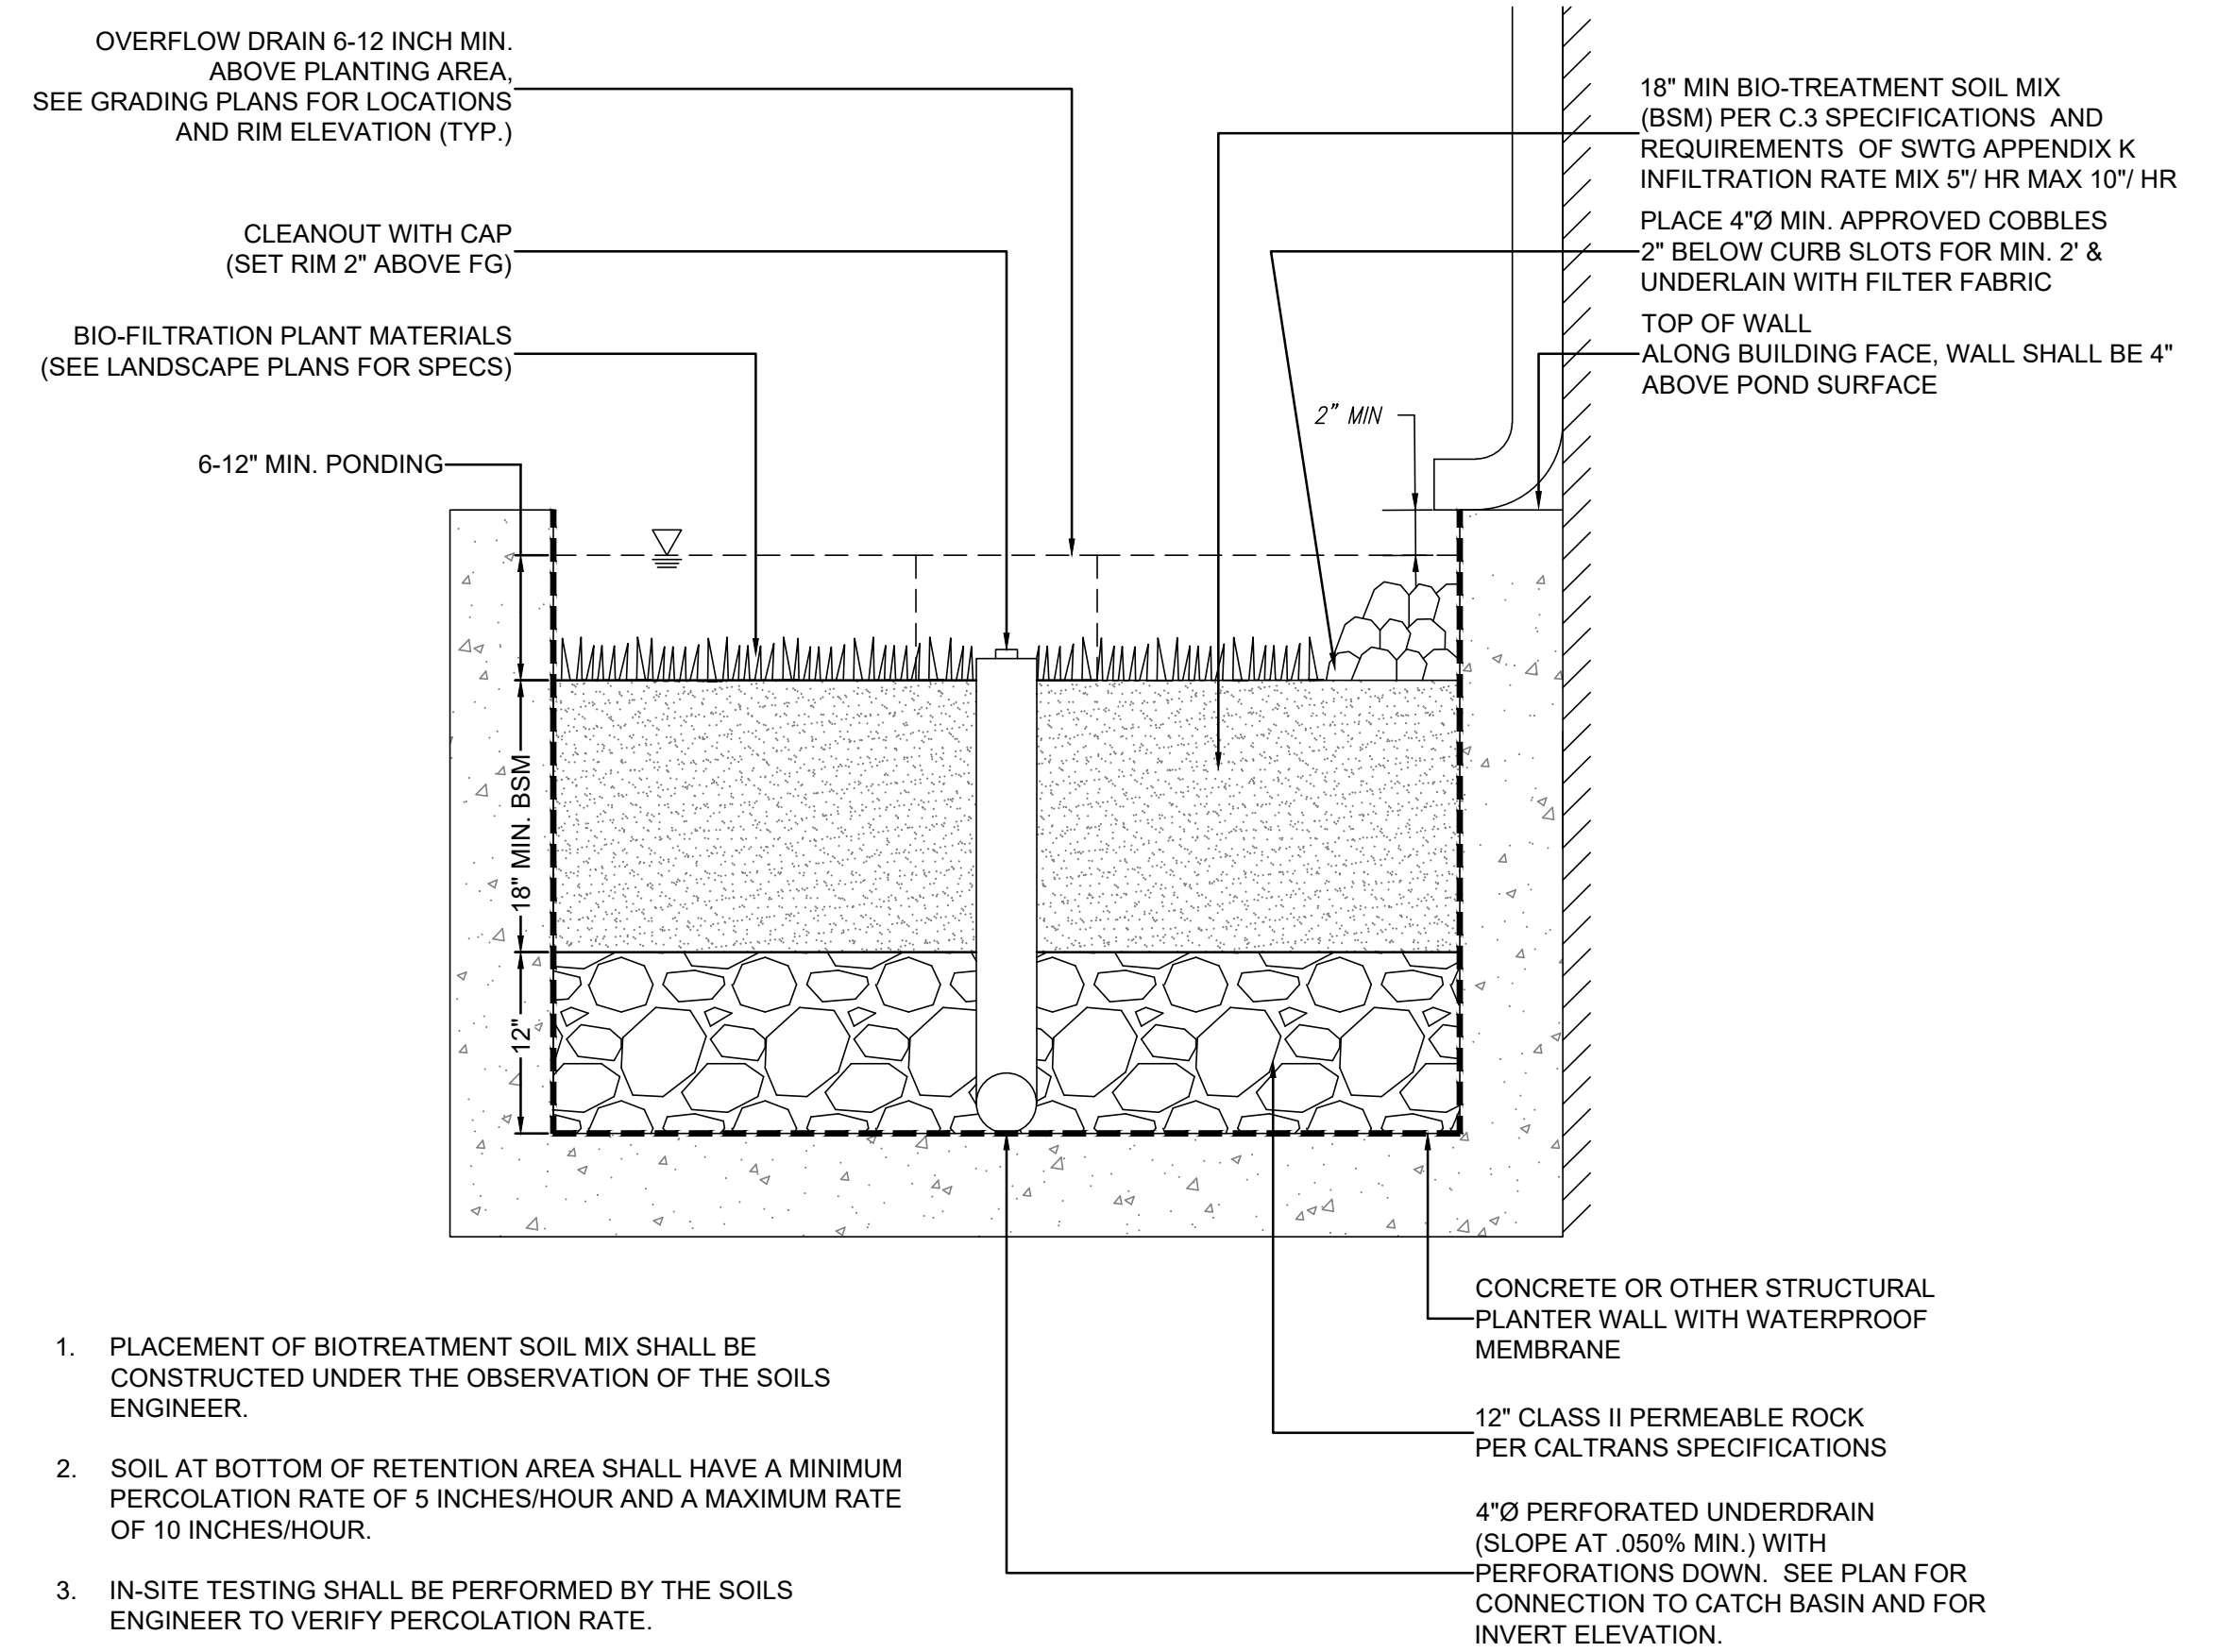 OVERFLOW DRAIN 6-12 INCH MIN.
ABOVE PLANTING AREA,
SEE GRADING PLANS FOR LOCATIONS
AND RIM ELEVATION (TYP.)
CLEANOUT WITH CAP
(SET RIM 2" ABOVE FG)
BIO-FILTRATION PLANT MATERIALS
(SEE LANDSCAPE PLANS FOR SPECS)
6-12" MIN. PONDING
18" MIN. BSM
12"
2" MIN
18" MIN BIO-TREATMENT SOIL MIX
(BSM) PER C.3 SPECIFICATIONS  AND
REQUIREMENTS  OF SWTG APPENDIX K
INFILTRATION RATE MIX 5"/ HR MAX 10"/ HR
PLACE 4"Ø MIN. APPROVED COBBLES
2" BELOW CURB SLOTS FOR MIN. 2' &
UNDERLAIN WITH FILTER FABRIC
TOP OF WALL
ALONG BUILDING FACE, WALL SHALL BE 4"
ABOVE POND SURFACE
CONCRETE OR OTHER STRUCTURAL
PLANTER WALL WITH WATERPROOF
MEMBRANE
12" CLASS II PERMEABLE ROCK
PER CALTRANS SPECIFICATIONS
4"Ø PERFORATED UNDERDRAIN
(SLOPE AT .050% MIN.) WITH
PERFORATIONS DOWN.  SEE PLAN FOR
CONNECTION TO CATCH BASIN AND FOR
INVERT ELEVATION.
1. PLACEMENT OF BIOTREATMENT SOIL MIX SHALL BE
CONSTRUCTED UNDER THE OBSERVATION OF THE SOILS
ENGINEER.
2. SOIL AT BOTTOM OF RETENTION AREA SHALL HAVE A MINIMUM
PERCOLATION RATE OF 5 INCHES/HOUR AND A MAXIMUM RATE
OF 10 INCHES/HOUR.
3. IN-SITE TESTING SHALL BE PERFORMED BY THE SOILS
ENGINEER TO VERIFY PERCOLATION RATE.